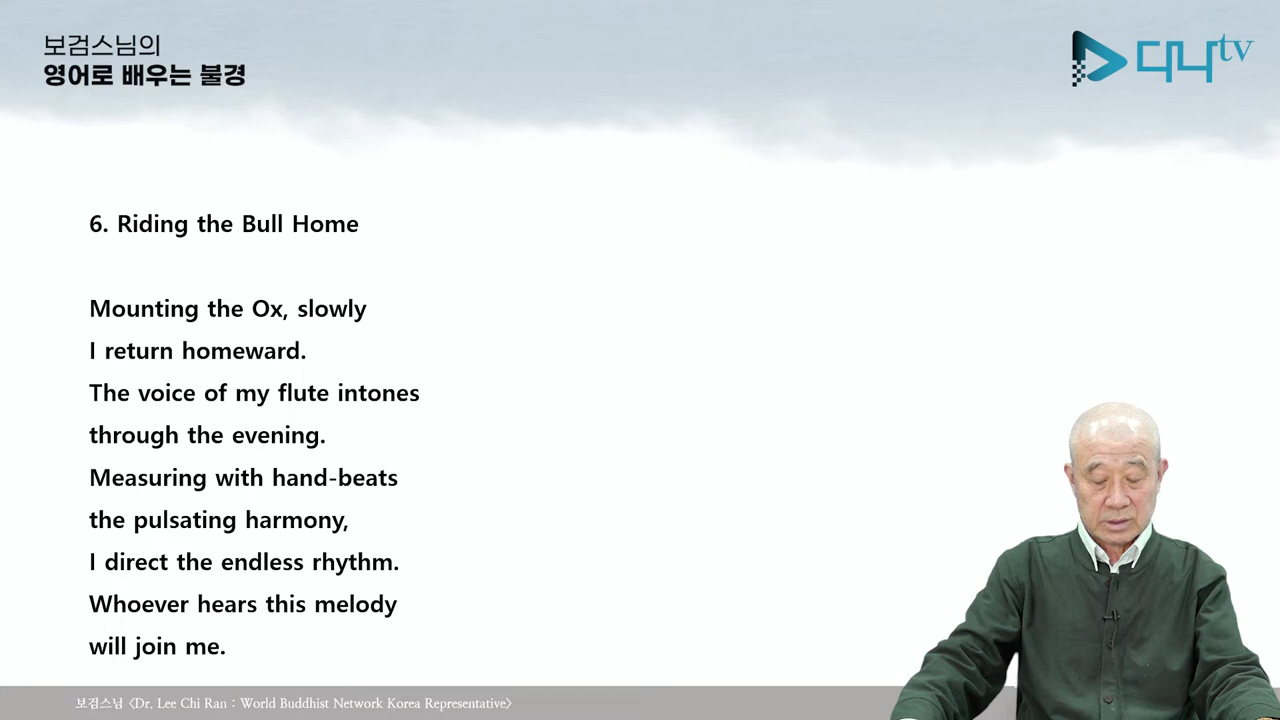 보검스님의
영어로 배우는 불경
디나tv
6. Riding the Bull Home
Mounting the Ox, slowly
I return homeward.
The voice of my flute intones
through the evening.
Measuring with hand-beats
the pulsating harmony,
I direct the endless rhythm.
Whoever hears this melody
will join me.
보검스님 <Dr. Lee Chi Ran : World Buddhist Network Korea Representative>